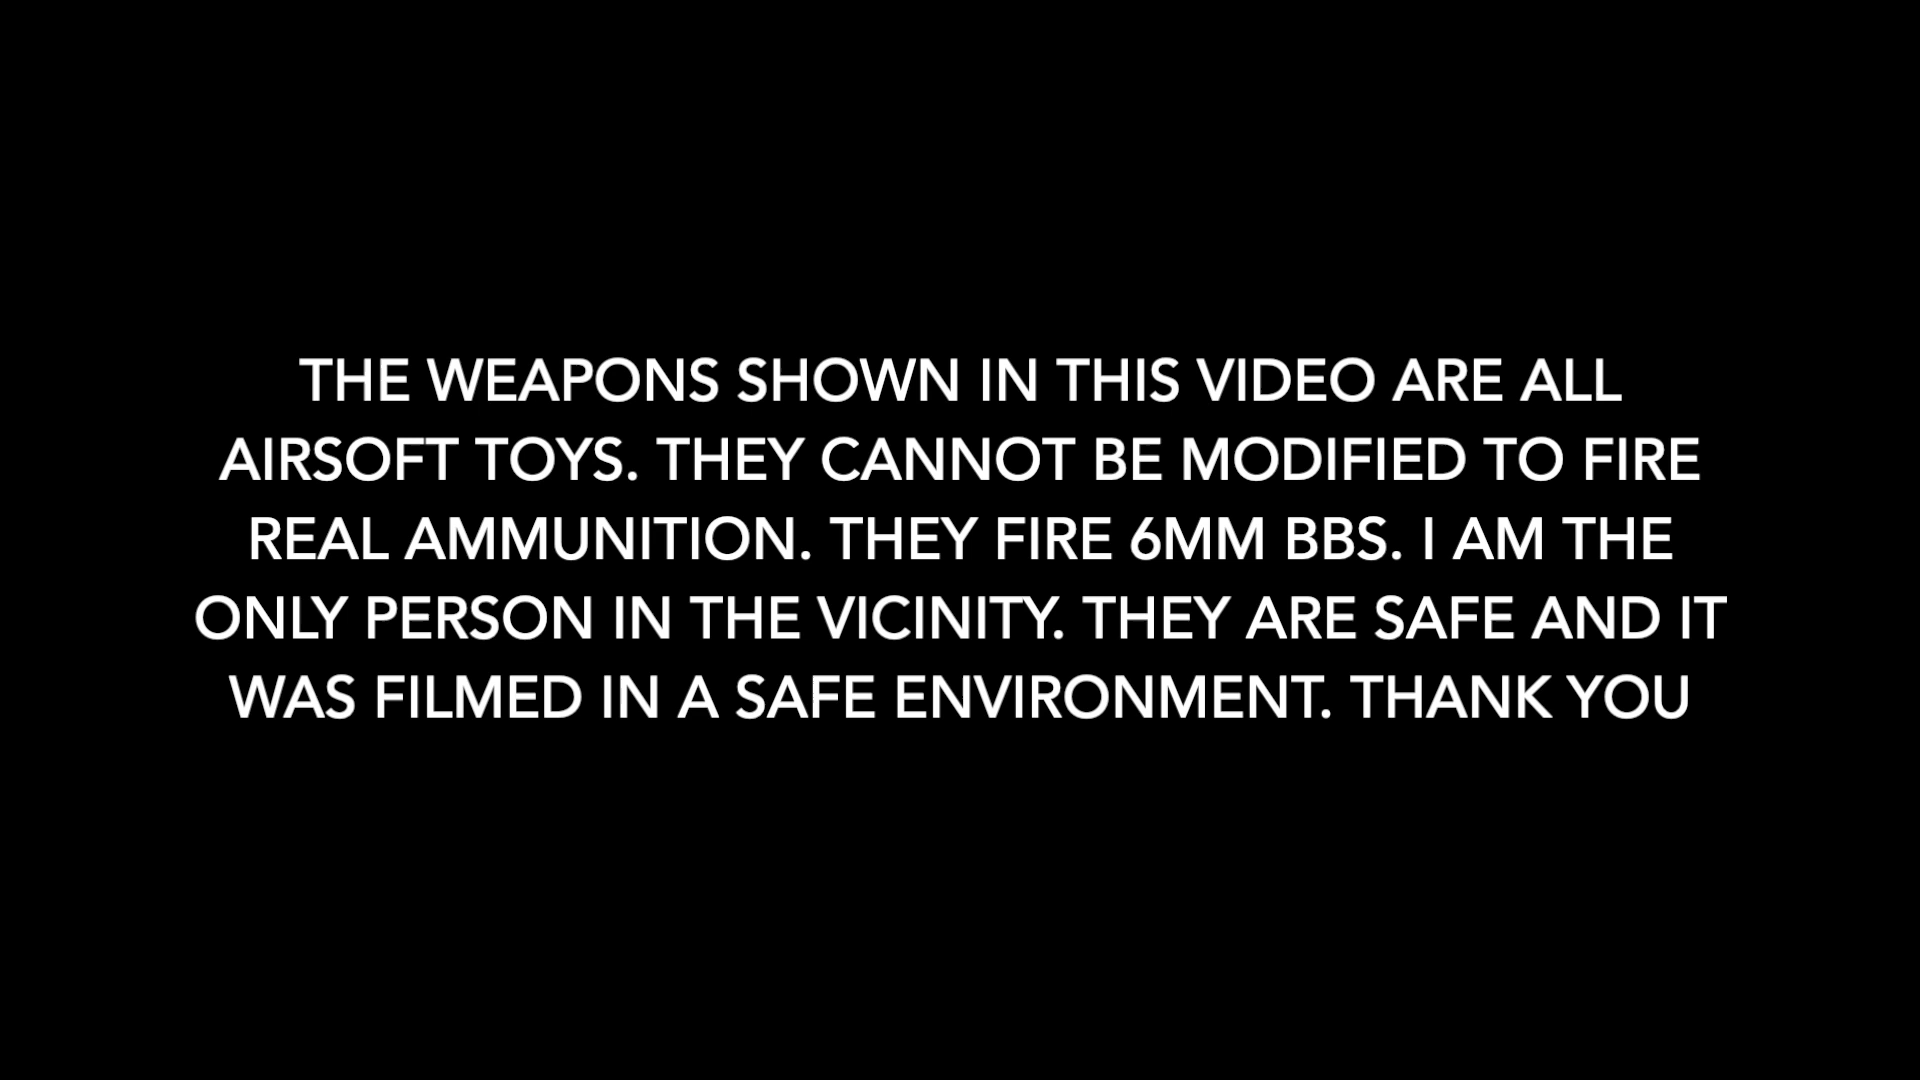 THE WEAPONS SHOWN IN THIS VIDEO ARE ALL
AIRSOFT TOYS. THEY CANNOT BE MODIFIED TO FIRE
REAL AMMUNITION. THEY FIRE 6MM BBS. I AM THE
ONLY PERSON IN THE VICINITY. THEY ARE SAFE AND IT
WAS FILMED IN A SAFE ENVIRONMENT. THANK YOU